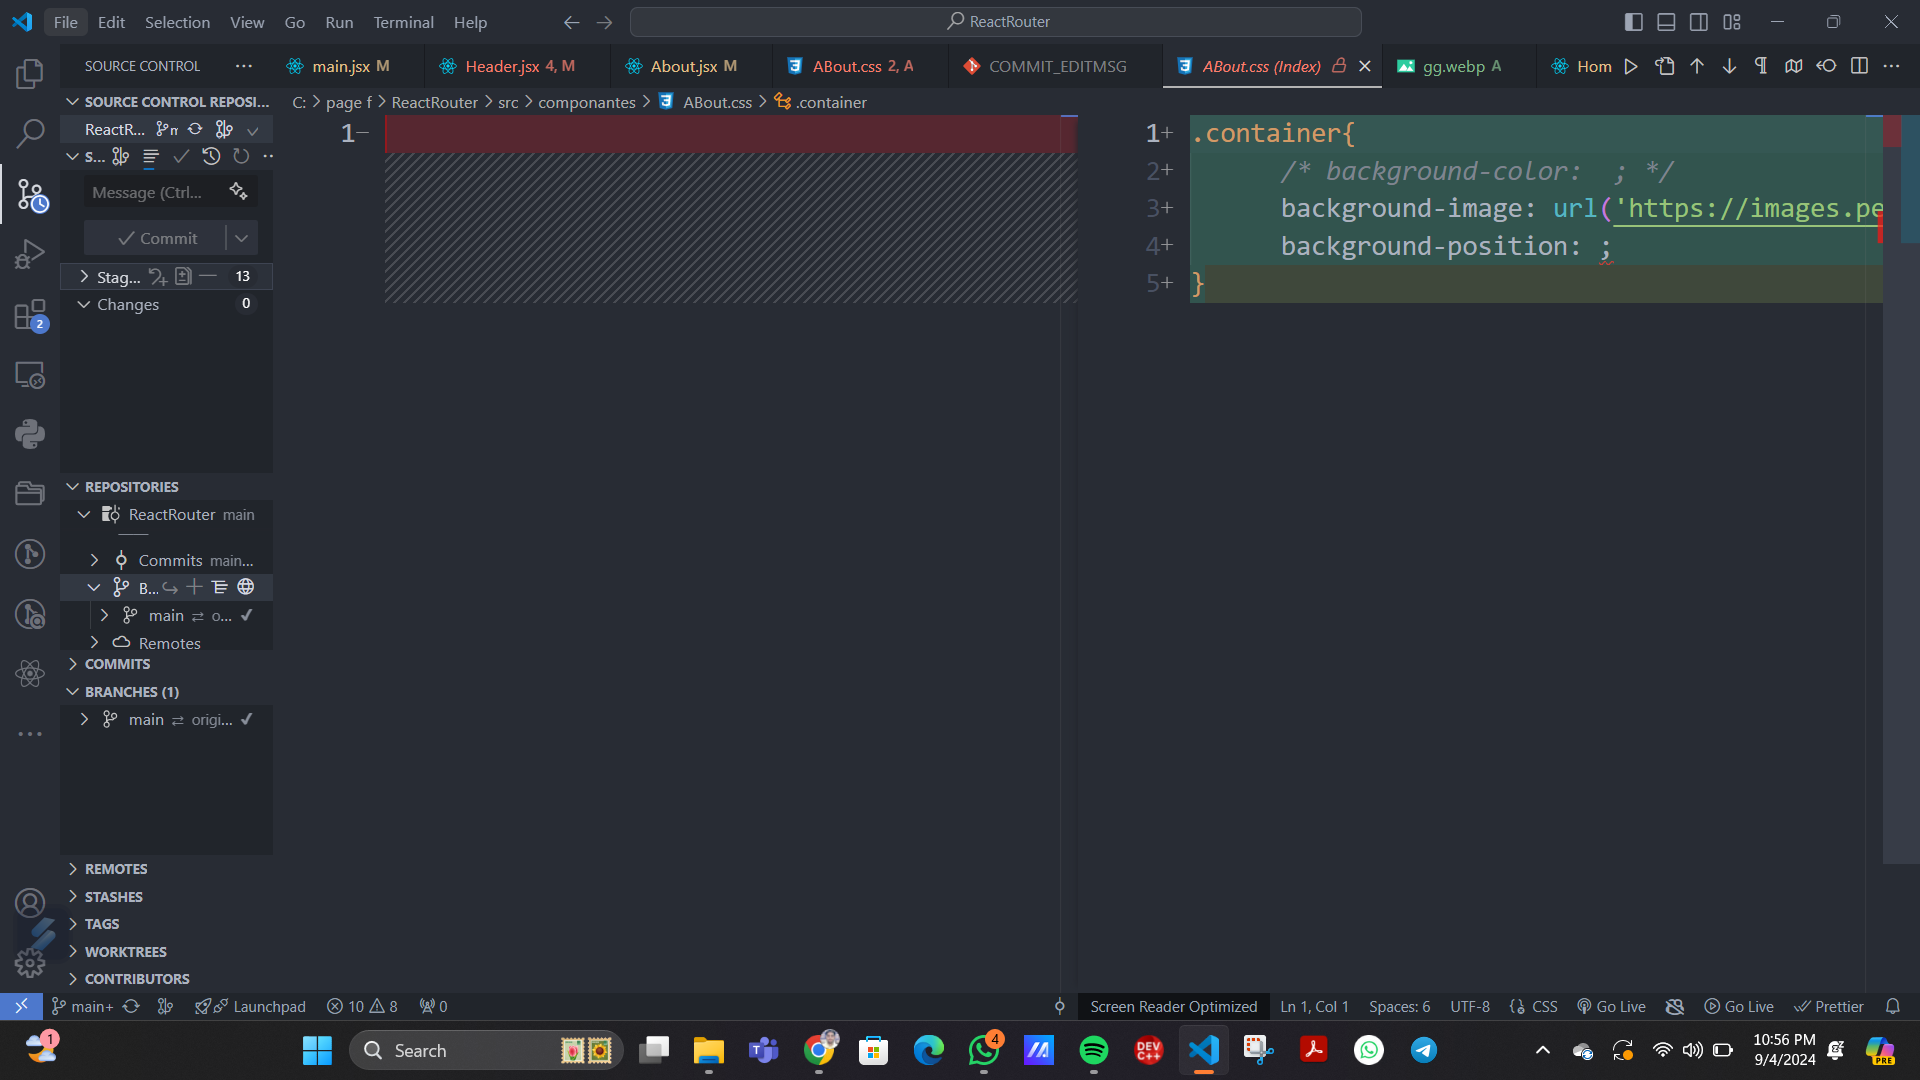 File Edit Selection View Go Run Terminal Help
ReactRouter
SOURCE CONTROL
main.jsx M
Header.jsx 4, M
About.jsx M
ABout.css 2, A
COMMIT_EDITMSG
ABout.css (Index)
gg.webp A
Hom
SOURCE CONTROL REPOSI...
C: > page f > ReactRouter > src > componantes > ABout.css > .container
ReactR...
S...
Message (Ctrl...
Commit
Stag... 13
Changes 0
1
1+ .container{
2+ /* background-color:  ; */
3+ background-image: url('https://images.pe
4+ background-position: ;
5+ }
2
REPOSITORIES
ReactRouter main
Commits main...
B...
main ⇄ o... ✓
Remotes
COMMITS
BRANCHES (1)
main ⇄ origi... ✓
REMOTES
STASHES
TAGS
WORKTREES
CONTRIBUTORS
main+
Launchpad
10 8
0
Screen Reader Optimized
Ln 1, Col 1
Spaces: 6
UTF-8
CSS
Go Live
Go Live
Prettier
1
Search
4
DEV C++
10:56 PM
9/4/2024
PRE